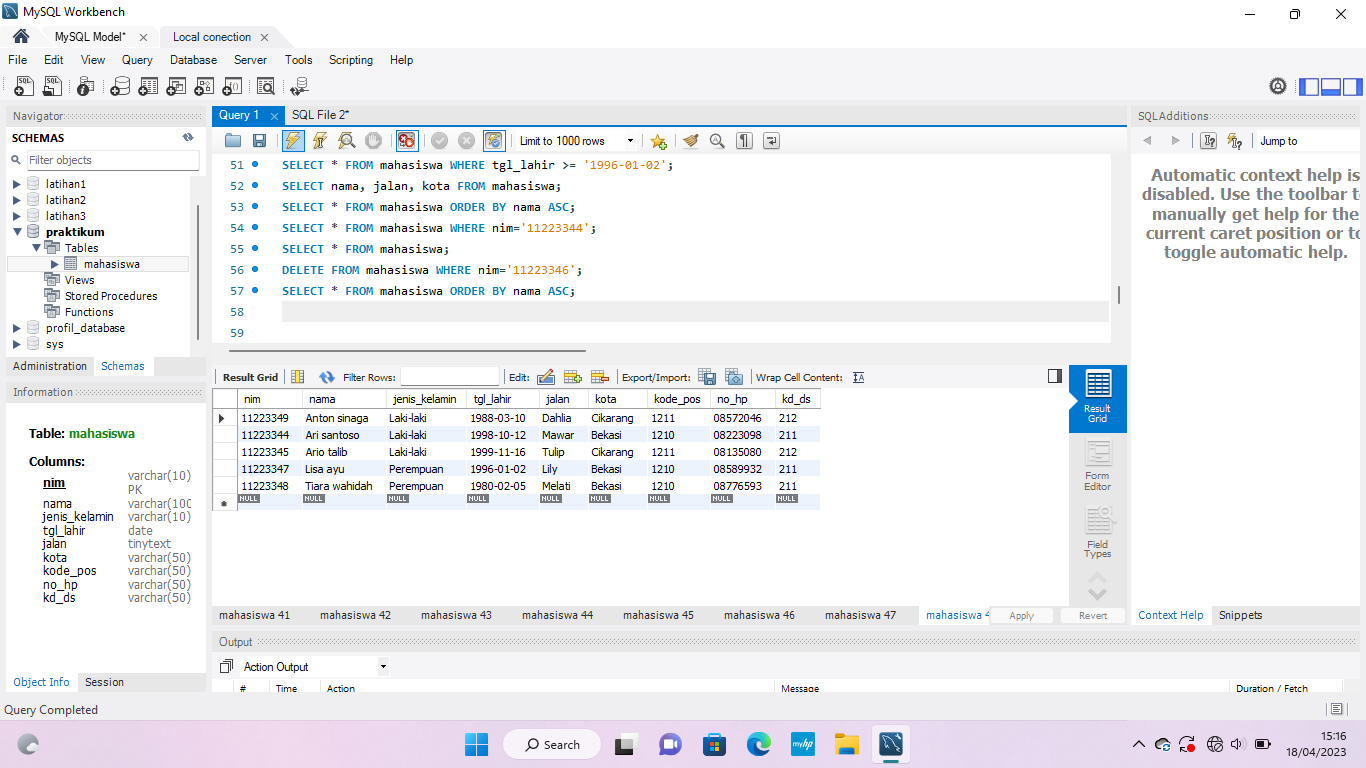 MySQL Workbench
MySQL Model* Local conection
File Edit View Query Database Server Tools Scripting Help
Navigator
SCHEMAS
Filter objects
latihan1
latihan2
latihan3
praktikum
Tables
mahasiswa
Views
Stored Procedures
Functions
profil_database
sys
Administration Schemas
Information
Table: mahasiswa
Columns:
nim varchar(10) PK
nama varchar(100
jenis_kelamin varchar(10)
tgl_lahir date
jalan tinytext
kota varchar(50)
kode_pos varchar(50)
no_hp varchar(50)
kd_ds varchar(50)
Object Info Session
Query 1 SQL File 2*
Limit to 1000 rows
51 SELECT * FROM mahasiswa WHERE tgl_lahir >= '1996-01-02';
52 SELECT nama, jalan, kota FROM mahasiswa;
53 SELECT * FROM mahasiswa ORDER BY nama ASC;
54 SELECT * FROM mahasiswa WHERE nim='11223344';
55 SELECT * FROM mahasiswa;
56 DELETE FROM mahasiswa WHERE nim='11223346';
57 SELECT * FROM mahasiswa ORDER BY nama ASC;
58
59
Result Grid Filter Rows: Edit: Export/Import: Wrap Cell Content:
nim nama jenis_kelamin tgl_lahir jalan kota kode_pos no_hp kd_ds
11223349 Anton sinaga Laki-laki 1988-03-10 Dahlia Cikarang 1211 08572046 212
11223344 Ari santoso Laki-laki 1998-10-12 Mawar Bekasi 1210 08223098 211
11223345 Ario talib Laki-laki 1999-11-16 Tulip Cikarang 1211 08135080 212
11223347 Lisa ayu Perempuan 1996-01-02 Lily Bekasi 1210 08589932 211
11223348 Tiara wahidah Perempuan 1980-02-05 Melati Bekasi 1210 08776593 211
NULL NULL NULL NULL NULL NULL NULL NULL NULL
Result Grid
Form Editor
Field Types
mahasiswa 41 mahasiswa 42 mahasiswa 43 mahasiswa 44 mahasiswa 45 mahasiswa 46 mahasiswa 47 mahasiswa 4 Apply Revert
Output
Action Output
# Time Action Message Duration / Fetch
SQLAdditions
Jump to
Automatic context help is
disabled. Use the toolbar t
manually get help for the
current caret position or to
toggle automatic help.
Context Help Snippets
Query Completed
Search
myhp
15:16
18/04/2023